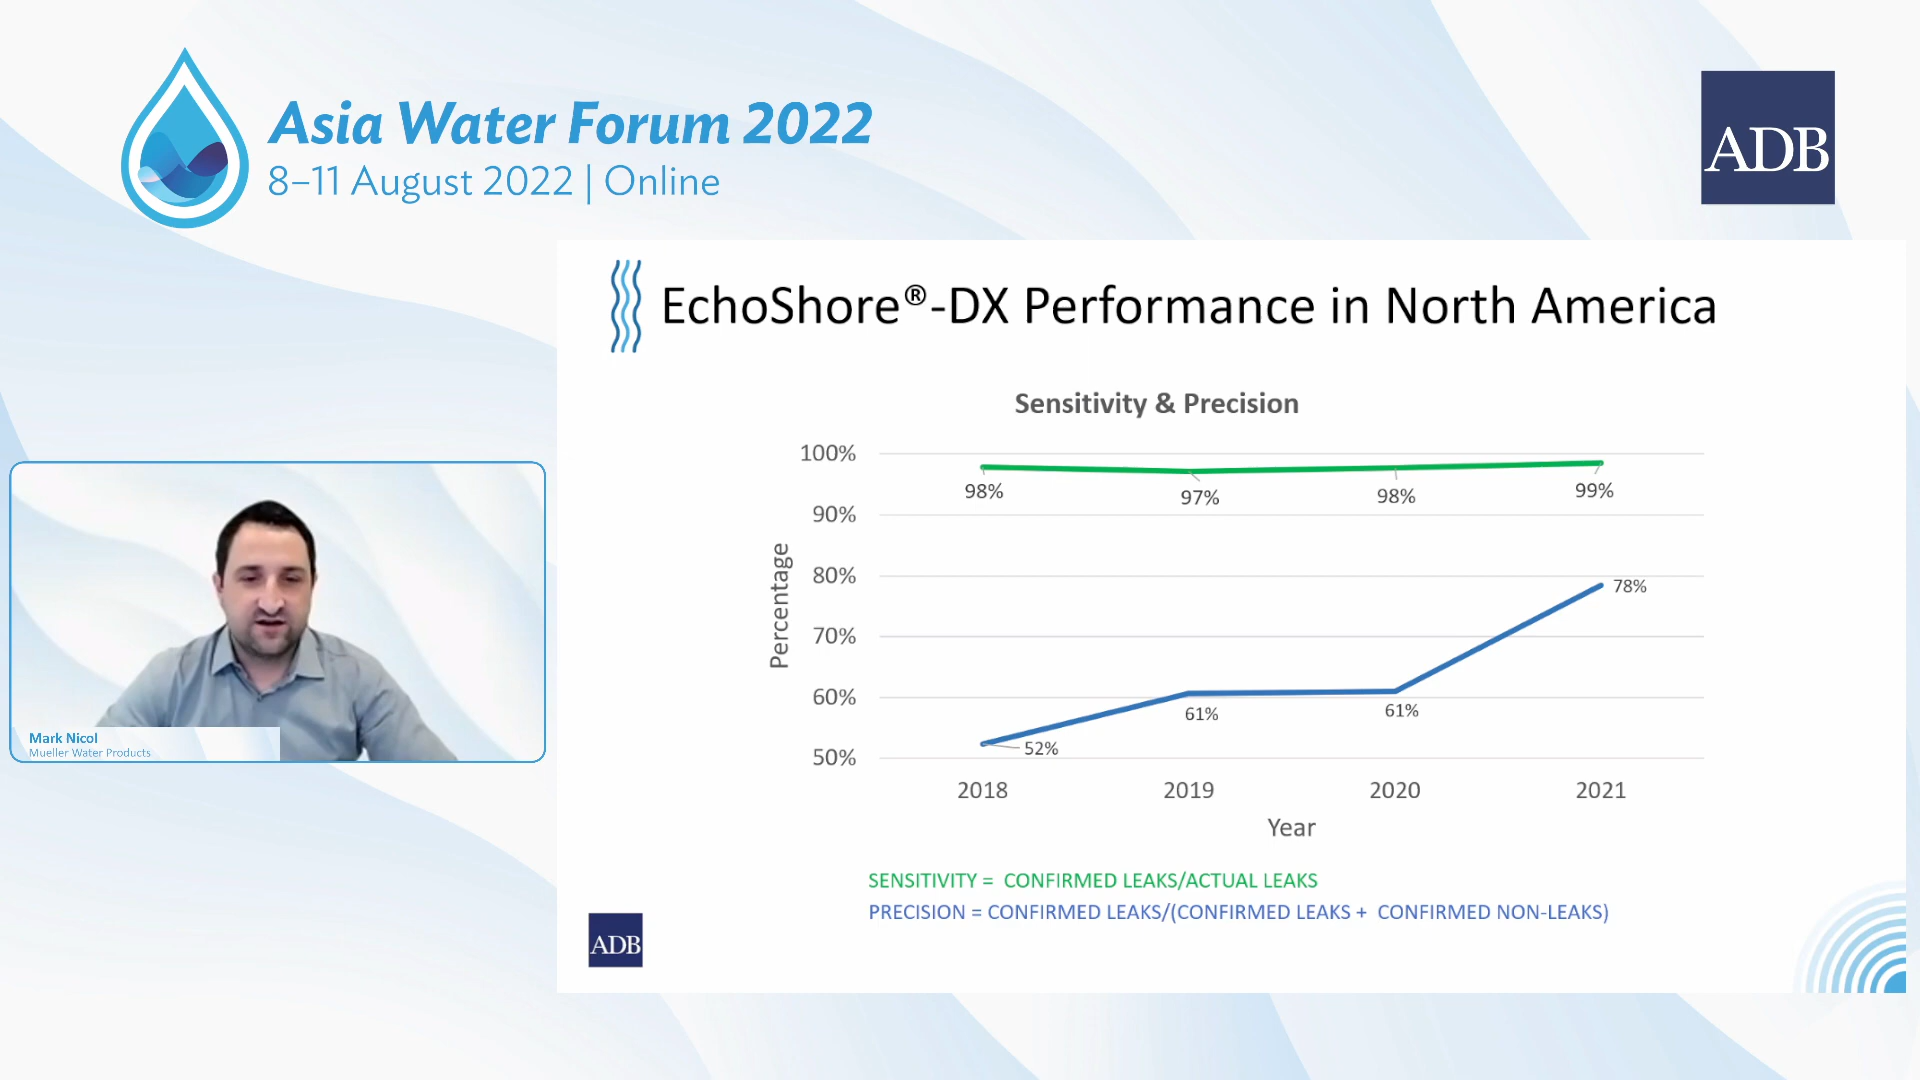 Asia Water Forum 2022
8–11 August 2022 | Online
ADB
EchoShore®-DX Performance in North America
Sensitivity & Precision
100%
90%
80%
70%
60%
50%
Percentage
98%
97%
98%
99%
52%
61%
61%
78%
2018
2019
2020
2021
Year
SENSITIVITY = CONFIRMED LEAKS/ACTUAL LEAKS
PRECISION = CONFIRMED LEAKS/(CONFIRMED LEAKS + CONFIRMED NON-LEAKS)
ADB
Mark Nicol
Mueller Water Products